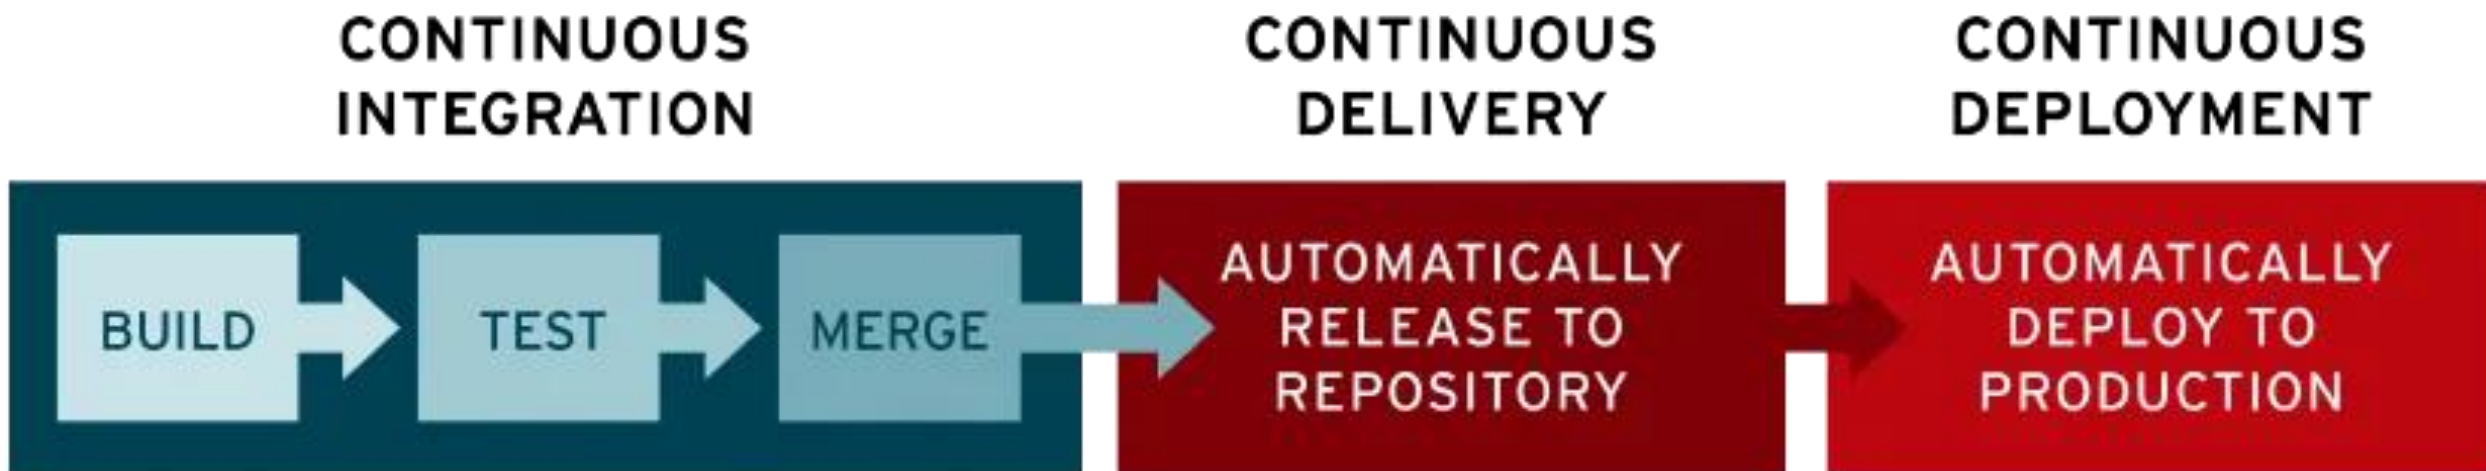 CONTINUOUS
INTEGRATION
CONTINUOUS
DELIVERY
CONTINUOUS
DEPLOYMENT
BUILD
TEST
MERGE
AUTOMATICALLY
RELEASE TO
REPOSITORY
AUTOMATICALLY
DEPLOY TO
PRODUCTION